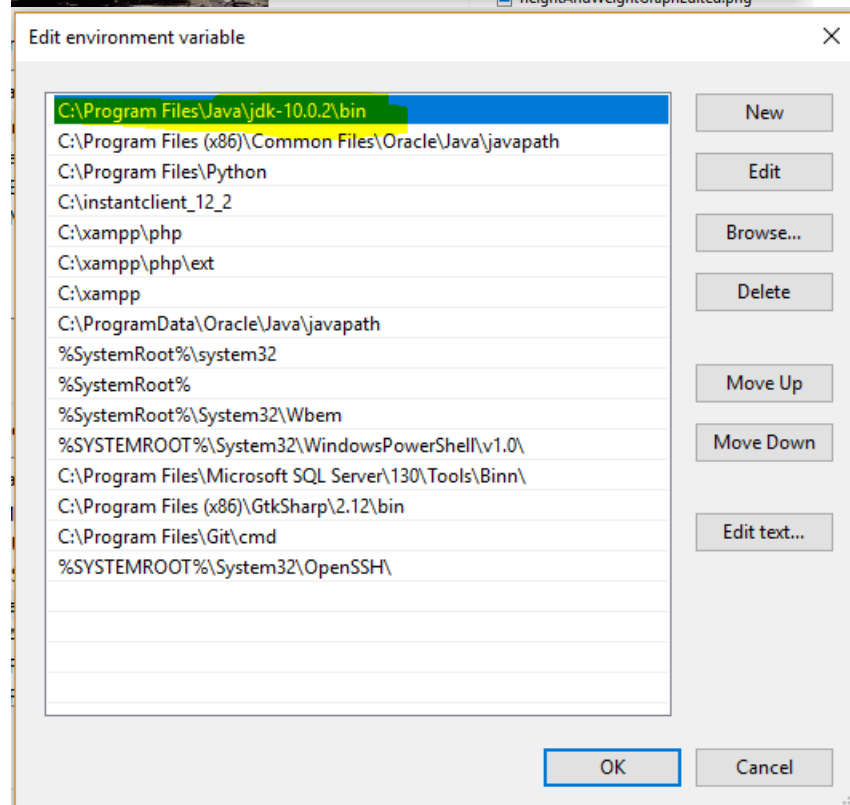 heightAndWeightGraphEdited.png
Edit environment variable
C:\Program Files\Java\jdk-10.0.2\bin
C:\Program Files (x86)\Common Files\Oracle\Java\javapath
C:\Program Files\Python
C:\instantclient_12_2
C:\xampp\php
C:\xampp\php\ext
C:\xampp
C:\ProgramData\Oracle\Java\javapath
%SystemRoot%\system32
%SystemRoot%
%SystemRoot%\System32\Wbem
%SYSTEMROOT%\System32\WindowsPowerShell\v1.0\
C:\Program Files\Microsoft SQL Server\130\Tools\Binn\
C:\Program Files (x86)\GtkSharp\2.12\bin
C:\Program Files\Git\cmd
%SYSTEMROOT%\System32\OpenSSH\
New
Edit
Browse...
Delete
Move Up
Move Down
Edit text...
OK
Cancel